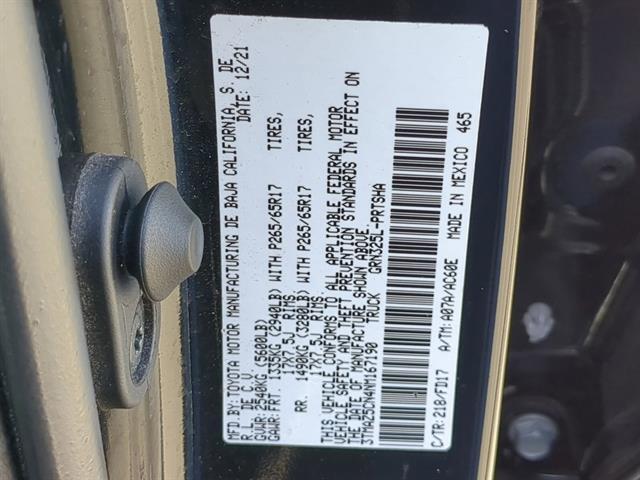 MFD.BY:TOYOTA MOTOR MANUFACTURING DE BAJA CALIFORNIA, S. DE
R.L. DE C.V. DATE: 12/21
GVWR: 2540KG (5600LB)
GAWR: FRT 1335KG (2940LB) WITH P265/65R17 TIRES,
17X7.5J RIMS
RR. 1490KG (3280LB) WITH P265/65R17 TIRES,
17X7.5J RIMS.
THIS VEHICLE CONFORMS TO ALL APPLICABLE FEDERAL MOTOR
VEHICLE SAFETY AND THEFT PREVENTION STANDARDS IN EFFECT ON
THE DATE OF MANUFACTURE SHOWN ABOVE.
3TMAZ5CN4NM167190 TRUCK GRN325L-PRTSHA
C/TR: 218/FD17 A/TM: A07A/AC60E MADE IN MEXICO 465